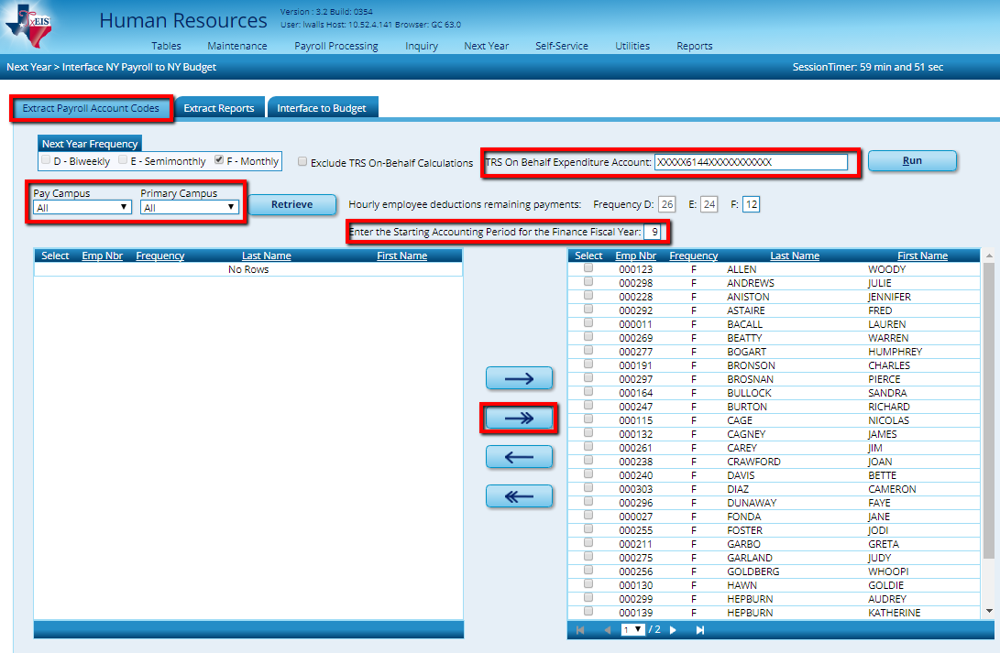 TxEIS
Human Resources
Version : 3.2 Build: 0354
User: lwalls Host: 10.52.4.141 Browser: GC 63.0
Tables Maintenance Payroll Processing Inquiry Next Year Self-Service Utilities Reports
Next Year > Interface NY Payroll to NY Budget SessionTimer: 59 min and 51 sec
Extract Payroll Account Codes Extract Reports Interface to Budget
Next Year Frequency
D - Biweekly E - Semimonthly F - Monthly Exclude TRS On-Behalf Calculations TRS On Behalf Expenditure Account: XXXXX6144XXXXXXXXXXX Run
Pay Campus Primary Campus
All All Retrieve Hourly employee deductions remaining payments: Frequency D: 26 E: 24 F: 12
Enter the Starting Accounting Period for the Finance Fiscal Year: 9
Select Emp Nbr Frequency Last Name First Name
No Rows
Select Emp Nbr Frequency Last Name First Name
000123 F ALLEN WOODY
000298 F ANDREWS JULIE
000228 F ANISTON JENNIFER
000292 F ASTAIRE FRED
000011 F BACALL LAUREN
000269 F BEATTY WARREN
000277 F BOGART HUMPHREY
000191 F BRONSON CHARLES
000297 F BROSNAN PIERCE
000164 F BULLOCK SANDRA
000247 F BURTON RICHARD
000115 F CAGE NICOLAS
000132 F CAGNEY JAMES
000261 F CAREY JIM
000238 F CRAWFORD JOAN
000240 F DAVIS BETTE
000303 F DIAZ CAMERON
000296 F DUNAWAY FAYE
000027 F FONDA JANE
000255 F FOSTER JODI
000211 F GARBO GRETA
000275 F GARLAND JUDY
000256 F GOLDBERG WHOOPI
000130 F HAWN GOLDIE
000299 F HEPBURN AUDREY
000139 F HEPBURN KATHERINE
1 / 2